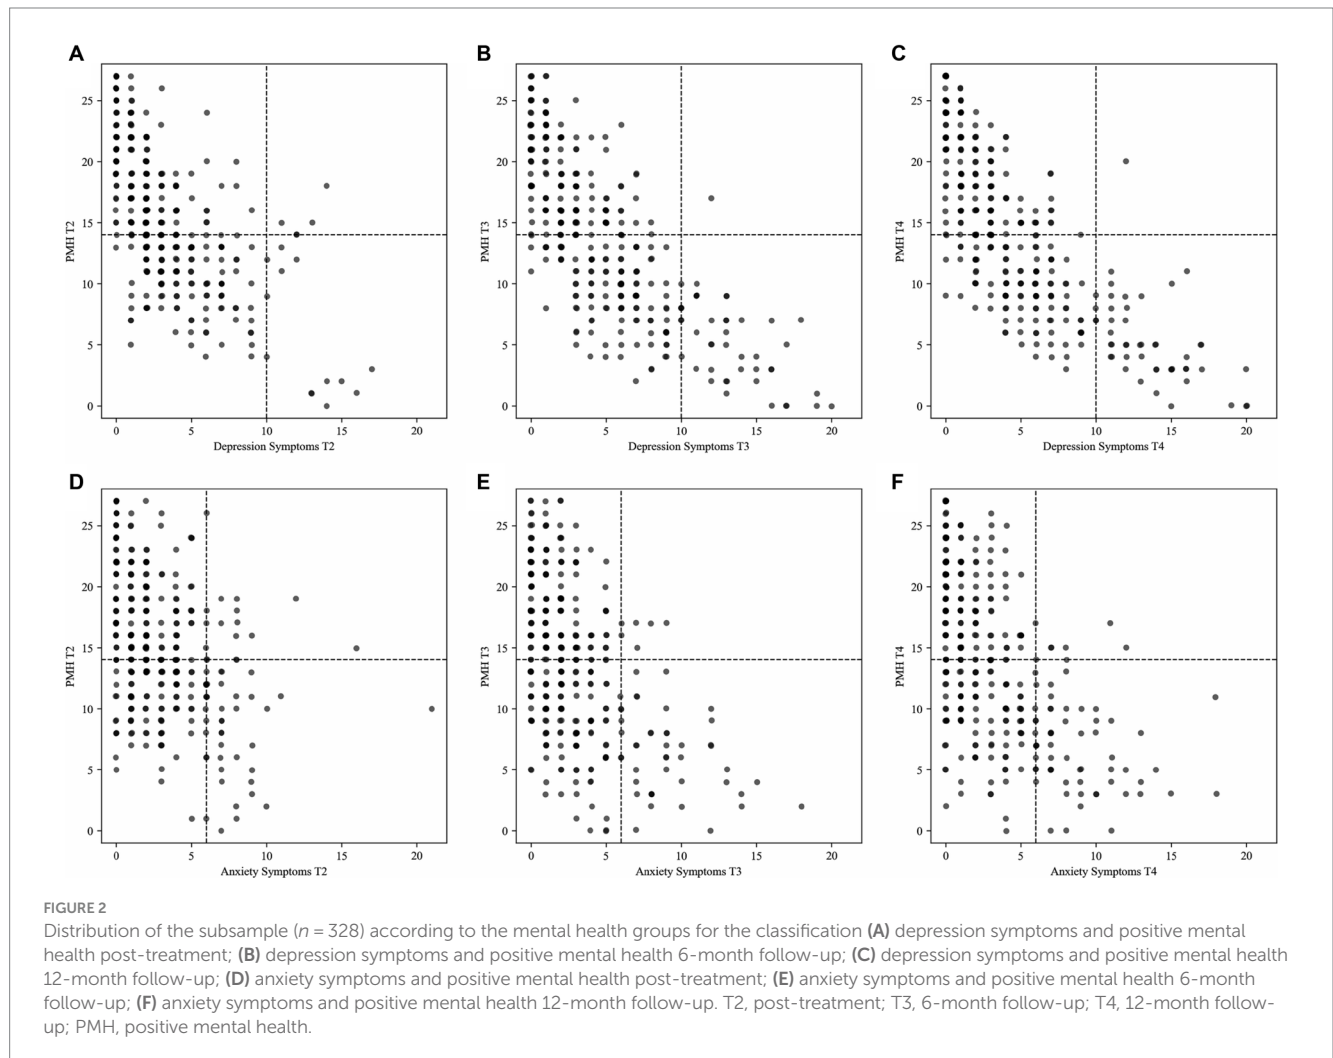 A
B
C
25
20
15
10
5
0
PMH T2
0
5
10
15
20
Depression Symptoms T2
25
20
15
10
5
0
PMH T3
0
5
10
15
20
Depression Symptoms T3
25
20
15
10
5
0
PMH T4
0
5
10
15
20
Depression Symptoms T4
D
E
F
25
20
15
10
5
0
PMH T2
0
5
10
15
20
Anxiety Symptoms T2
25
20
15
10
5
0
PMH T3
0
5
10
15
20
Anxiety Symptoms T3
25
20
15
10
5
0
PMH T4
0
5
10
15
20
Anxiety Symptoms T4
FIGURE 2
Distribution of the subsample (n = 328) according to the mental health groups for the classification (A) depression symptoms and positive mental
health post-treatment; (B) depression symptoms and positive mental health 6-month follow-up; (C) depression symptoms and positive mental health
12-month follow-up; (D) anxiety symptoms and positive mental health post-treatment; (E) anxiety symptoms and positive mental health 6-month
follow-up; (F) anxiety symptoms and positive mental health 12-month follow-up. T2, post-treatment; T3, 6-month follow-up; T4, 12-month follow-
up; PMH, positive mental health.